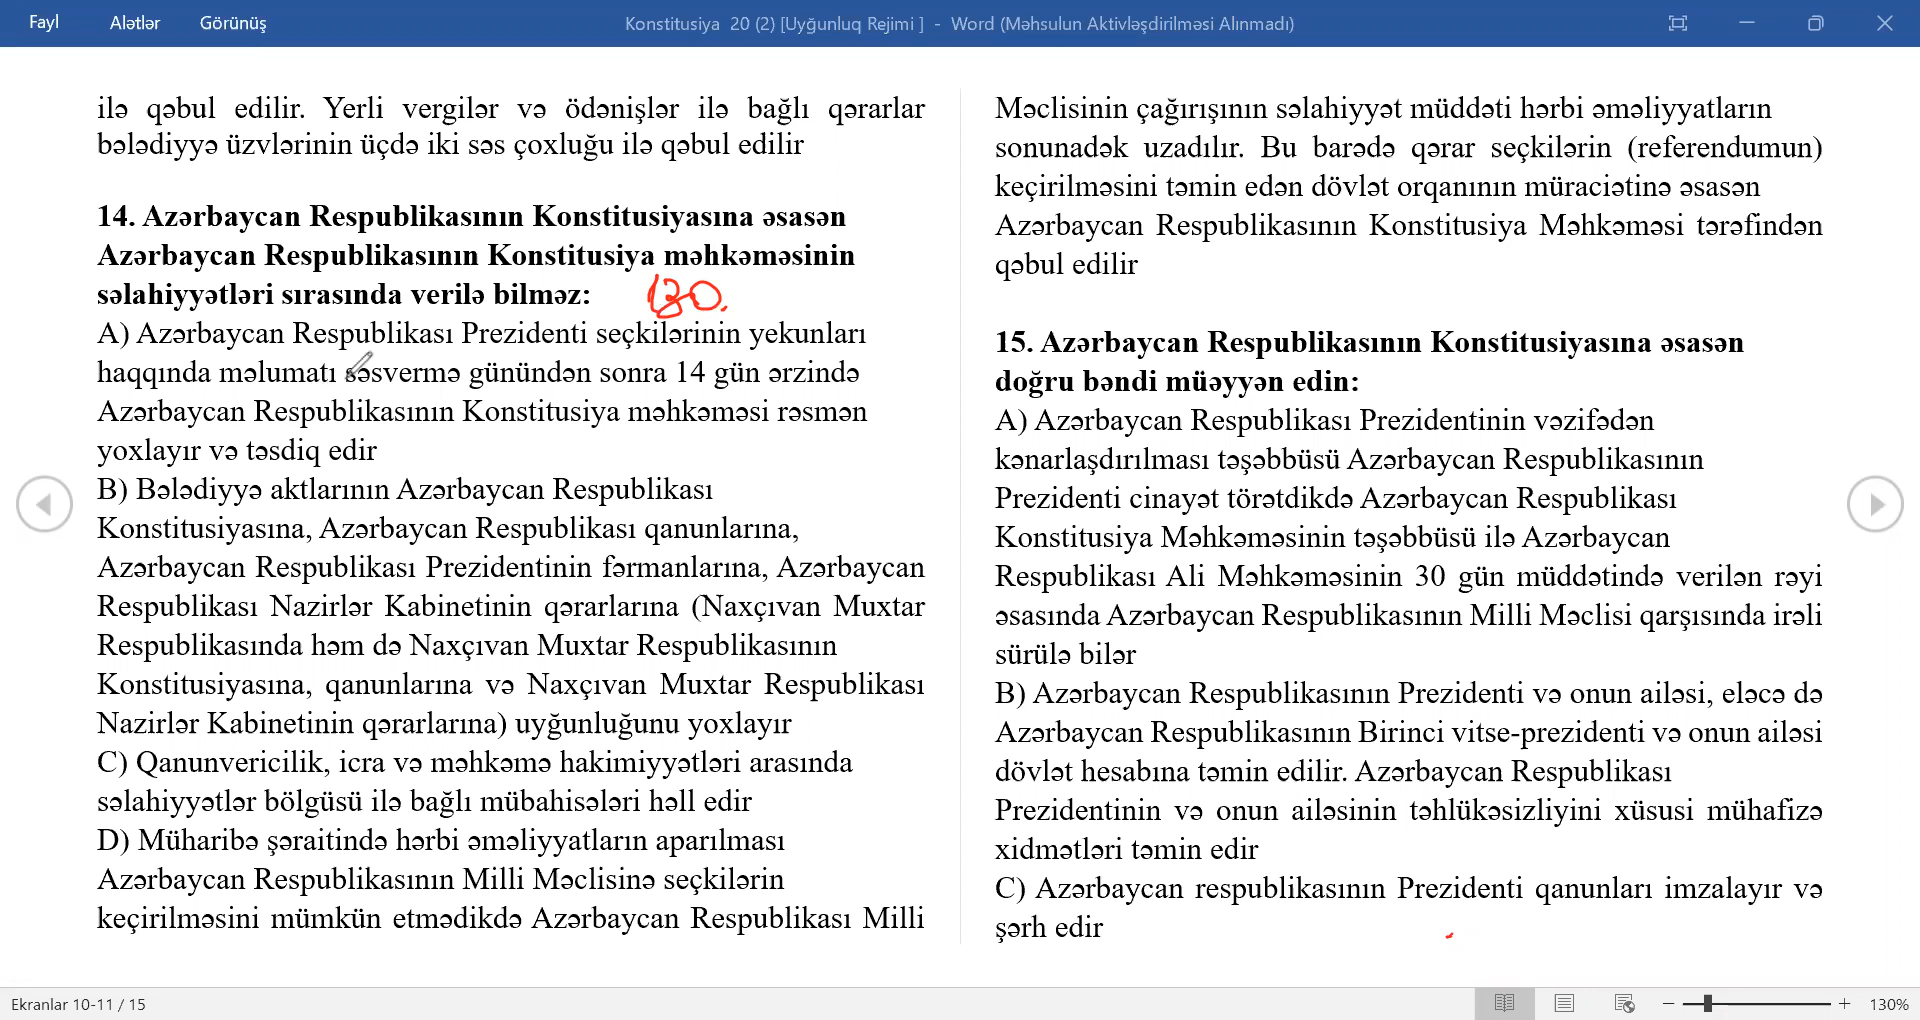 Fayl Alətlər Görünüş Konstitusiya 20 (2) [Uyğunluq Rejimi ] - Word (Məhsulun Aktivləşdirilməsi Alınmadı)
ilə qəbul edilir. Yerli vergilər və ödənişlər ilə bağlı qərarlar
bələdiyyə üzvlərinin üçdə iki səs çoxluğu ilə qəbul edilir
14. Azərbaycan Respublikasının Konstitusiyasına əsasən
Azərbaycan Respublikasının Konstitusiya məhkəməsinin
səlahiyyətləri sırasında verilə bilməz: 130.
A) Azərbaycan Respublikası Prezidenti seçkilərinin yekunları
haqqında məlumatı səsvermə günündən sonra 14 gün ərzində
Azərbaycan Respublikasının Konstitusiya məhkəməsi rəsmən
yoxlayır və təsdiq edir
B) Bələdiyyə aktlarının Azərbaycan Respublikası
Konstitusiyasına, Azərbaycan Respublikası qanunlarına,
Azərbaycan Respublikası Prezidentinin fərmanlarına, Azərbaycan
Respublikası Nazirlər Kabinetinin qərarlarına (Naxçıvan Muxtar
Respublikasında həm də Naxçıvan Muxtar Respublikasının
Konstitusiyasına, qanunlarına və Naxçıvan Muxtar Respublikası
Nazirlər Kabinetinin qərarlarına) uyğunluğunu yoxlayır
C) Qanunvericilik, icra və məhkəmə hakimiyyətləri arasında
səlahiyyətlər bölgüsü ilə bağlı mübahisələri həll edir
D) Müharibə şəraitində hərbi əməliyyatların aparılması
Azərbaycan Respublikasının Milli Məclisinə seçkilərin
keçirilməsini mümkün etmədikdə Azərbaycan Respublikası Milli
Məclisinin çağırışının səlahiyyət müddəti hərbi əməliyyatların
sonunadək uzadılır. Bu barədə qərar seçkilərin (referendumun)
keçirilməsini təmin edən dövlət orqanının müraciətinə əsasən
Azərbaycan Respublikasının Konstitusiya Məhkəməsi tərəfindən
qəbul edilir
15. Azərbaycan Respublikasının Konstitusiyasına əsasən
doğru bəndi müəyyən edin:
A) Azərbaycan Respublikası Prezidentinin vəzifədən
kənarlaşdırılması təşəbbüsü Azərbaycan Respublikasının
Prezidenti cinayət törətdikdə Azərbaycan Respublikası
Konstitusiya Məhkəməsinin təşəbbüsü ilə Azərbaycan
Respublikası Ali Məhkəməsinin 30 gün müddətində verilən rəyi
əsasında Azərbaycan Respublikasının Milli Məclisi qarşısında irəli
sürülə bilər
B) Azərbaycan Respublikasının Prezidenti və onun ailəsi, eləcə də
Azərbaycan Respublikasının Birinci vitse-prezidenti və onun ailəsi
dövlət hesabına təmin edilir. Azərbaycan Respublikası
Prezidentinin və onun ailəsinin təhlükəsizliyini xüsusi mühafizə
xidmətləri təmin edir
C) Azərbaycan respublikasının Prezidenti qanunları imzalayır və
şərh edir
Ekranlar 10-11 / 15 130%